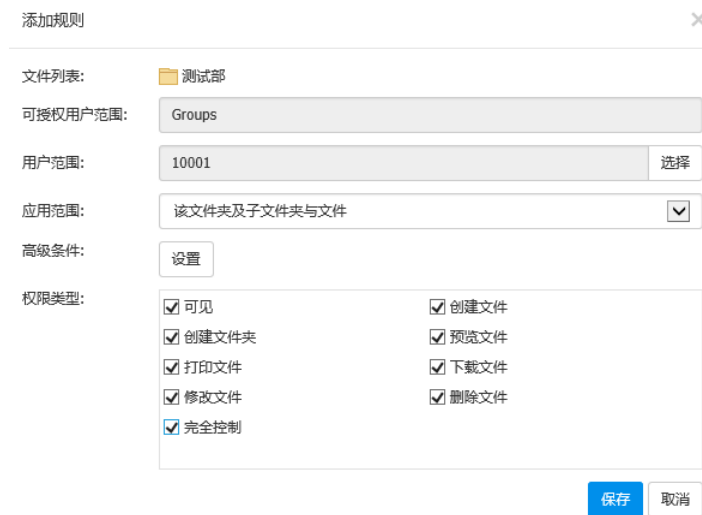 添加规则
文件列表: 测试部
可授权用户范围: Groups
用户范围: 10001 选择
应用范围: 该文件夹及子文件夹与文件
高级条件: 设置
权限类型: 可见 创建文件
创建文件夹 预览文件
打印文件 下载文件
修改文件 删除文件
完全控制
保存 取消